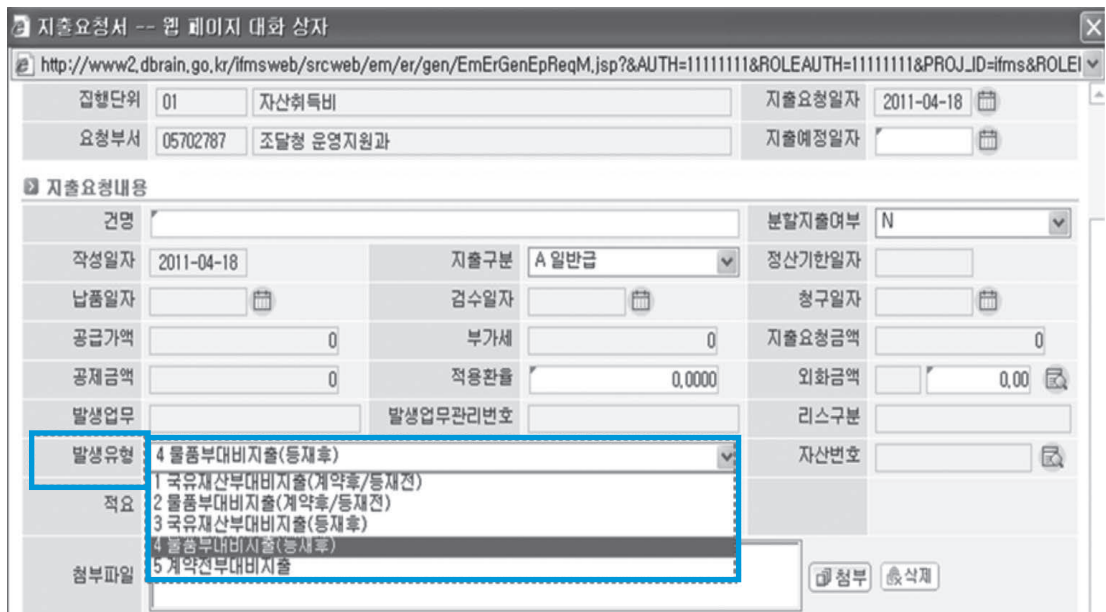 지출요청서 -- 웹 페이지 대화 상자
http://www2.dbrain.go.kr/ifmsweb/srcweb/em/er/gen/EmErGenEpReqM.jsp?&AUTH=11111111&ROLEAUTH=11111111&PROJ_ID=ifms&ROLEI
집행단위 01 자산취득비 지출요청일자 2011-04-18
요청부서 05702787 조달청 운영지원과 지출예정일자
지출요청내용
건명 분할지출여부 N
작성일자 2011-04-18 지출구분 A 일반급 정산기한일자
납품일자 검수일자 청구일자
공급가액 0 부가세 0 지출요청금액 0
공제금액 0 적용환율 0,0000 외화금액 0,00
발생업무 발생업무관리번호 리스구분
발생유형 4 물품부대비지출(등재후) 자산번호
1 국유재산부대비지출(계약후/등재전)
적요 2 물품부대비지출(계약후/등재전)
3 국유재산부대비지출(등재후)
4 물품부대비지출(등재후)
첨부파일 5 계약전부대비지출 첨부 삭제